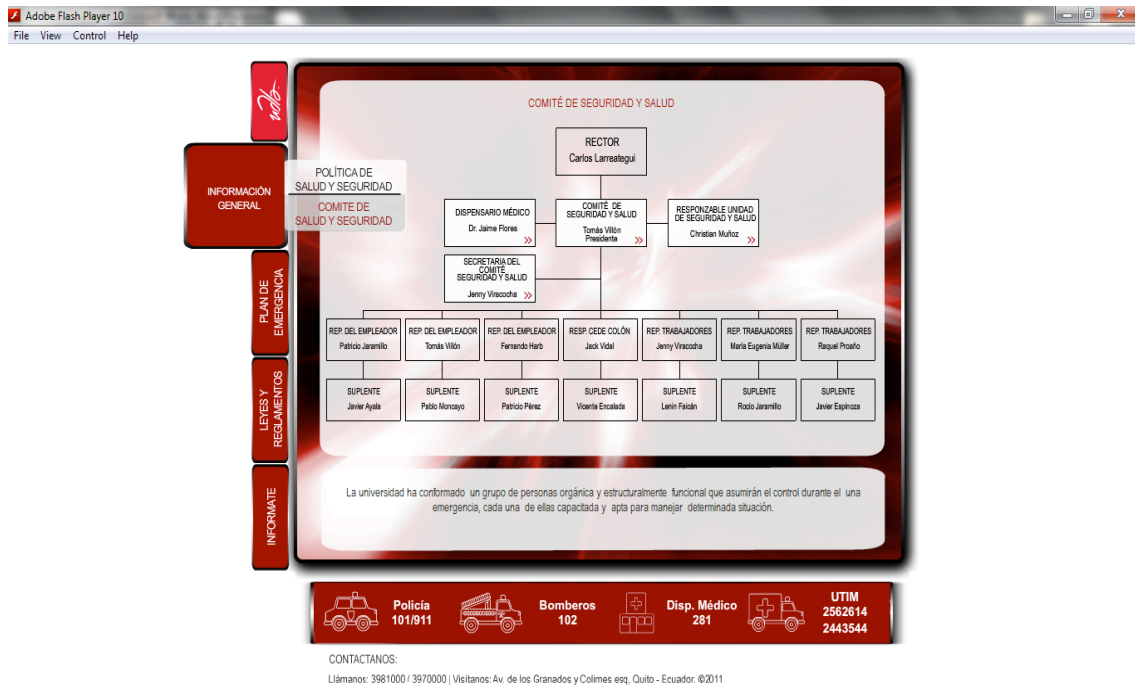 Adobe Flash Player 10
File View Control Help
udla-
INFORMACIÓN
GENERAL
POLÍTICA DE
SALUD Y SEGURIDAD
COMITE DE
SALUD Y SEGURIDAD
PLAN DE
EMERGENCIA
LEYES Y
REGLAMENTOS
INFORMATE
COMITÉ DE SEGURIDAD Y SALUD
RECTOR
Carlos Larreategui
DISPENSARIO MÉDICO
Dr. Jaime Flores
COMITÉ DE
SEGURIDAD Y SALUD
Tomás Villón
Presidente
RESPONZABLE UNIDAD
DE SEGURIDAD Y SALUD
Christian Muñoz
SECRETARIA DEL
COMITÉ
SEGURIDAD Y SALUD
Jenny Viracocha
REP. DEL EMPLEADOR
Patricio Jaramillo
REP. DEL EMPLEADOR
Tomás Villón
REP. DEL EMPLEADOR
Fernando Harb
RESP. CEDE COLÓN
Jack Vidal
REP. TRABAJADORES
Jenny Viracocha
REP. TRABAJADORES
María Eugenia Müller
REP. TRABAJADORES
Raquel Proaño
SUPLENTE
Javier Ayala
SUPLENTE
Pablo Moncayo
SUPLENTE
Patricio Pérez
SUPLENTE
Vicente Encalada
SUPLENTE
Lenin Faicán
SUPLENTE
Rocío Jaramillo
SUPLENTE
Javier Espinoza
La universidad ha conformado un grupo de personas orgánica y estructuralmente funcional que asumirán el control durante el una
emergencia, cada una de ellas capacitada y apta para manejar determinada situación.
Policía
101/911
Bomberos
102
Disp. Médico
281
UTIM
2562614
2443544
CONTACTANOS:
Llámanos: 3981000 / 3970000 | Visítanos: Av. de los Granados y Colimes esq, Quito - Ecuador. ©2011